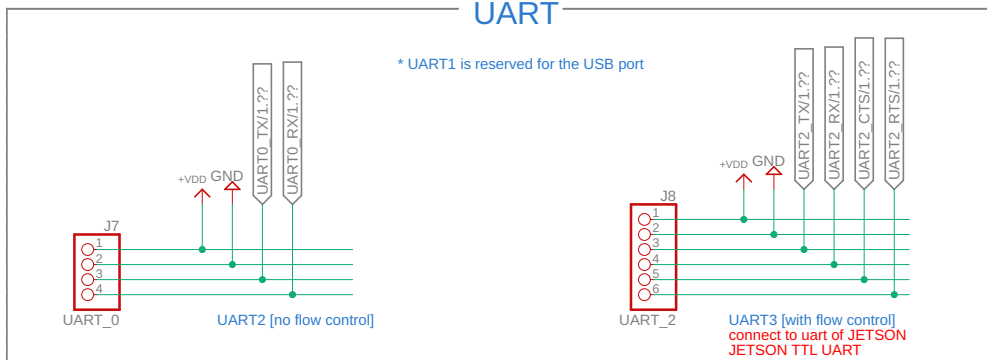 UART
* UART1 is reserved for the USB port
UART0_TX/1.??
UART0_RX/1.??
+VDD GND
J7
1
2
3
4
UART_0
UART2 [no flow control]
UART2_TX/1.??
UART2_RX/1.??
UART2_CTS/1.??
UART2_RTS/1.??
+VDD GND
J8
1
2
3
4
5
6
UART_2
UART3 [with flow control]
connect to uart of JETSON
JETSON TTL UART